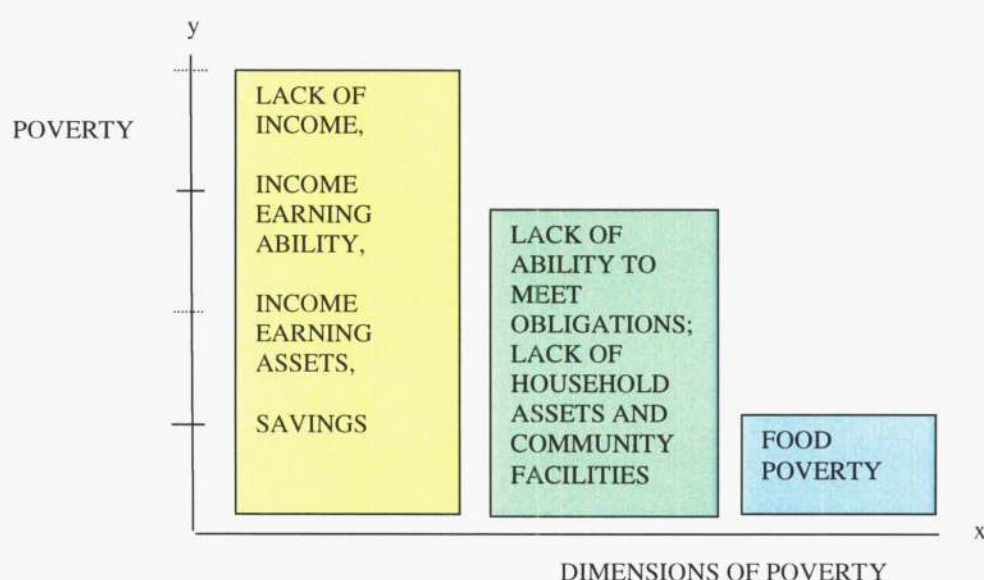 y
POVERTY
LACK OF
INCOME,
INCOME
EARNING
ABILITY,
INCOME
EARNING
ASSETS,
SAVINGS
LACK OF
ABILITY TO
MEET
OBLIGATIONS;
LACK OF
HOUSEHOLD
ASSETS AND
COMMUNITY
FACILITIES
FOOD
POVERTY
x
DIMENSIONS OF POVERTY